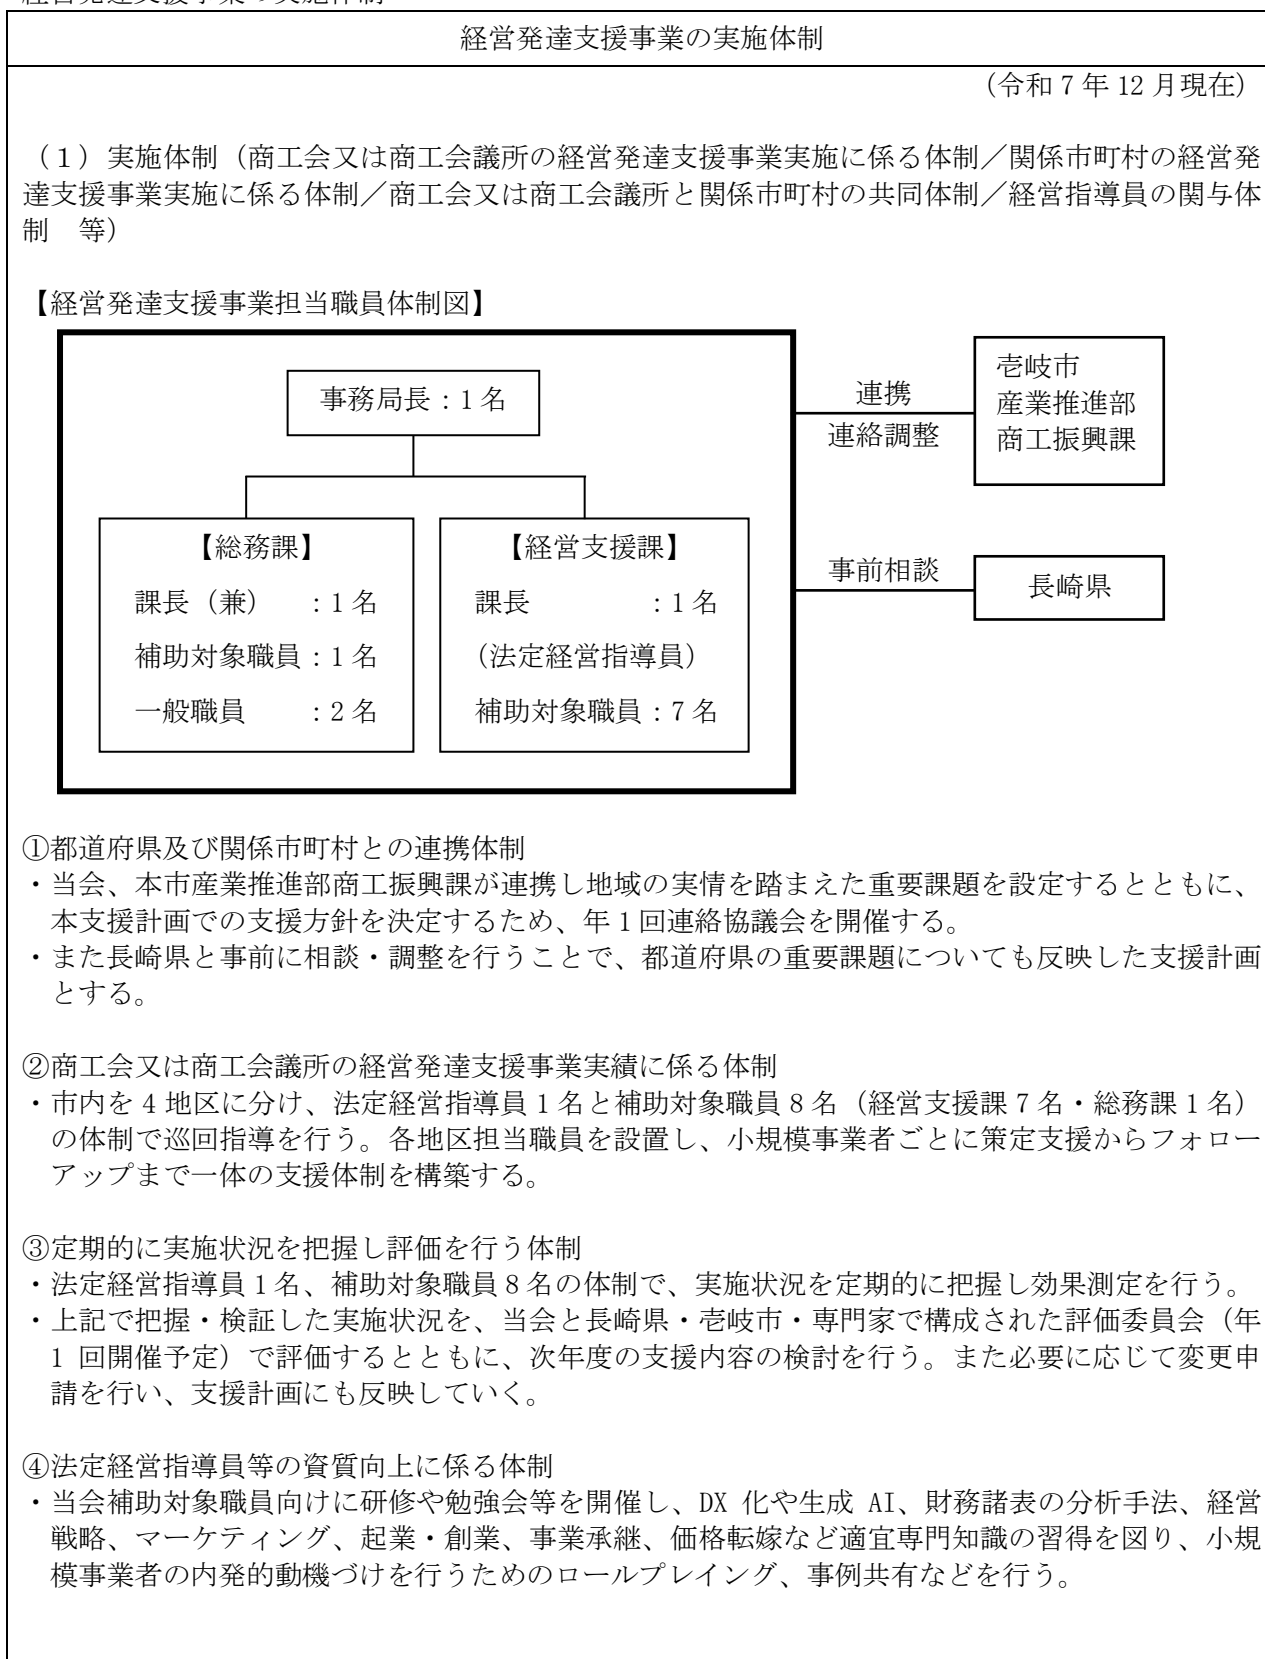 経営発達支援事業の実施体制
経営発達支援事業の実施体制
（令和 7 年 12 月現在）
（１）実施体制（商工会又は商工会議所の経営発達支援事業実施に係る体制／関係市町村の経営発
達支援事業実施に係る体制／商工会又は商工会議所と関係市町村の共同体制／経営指導員の関与体
制　等）
【経営発達支援事業担当職員体制図】
事務局長：1 名
【総務課】
課長（兼）　：1 名
補助対象職員：1 名
一般職員　　：2 名
【経営支援課】
課長　　　　：1 名
（法定経営指導員）
補助対象職員：7 名
連携
連絡調整
壱岐市
産業推進部
商工振興課
事前相談
長崎県
①都道府県及び関係市町村との連携体制
・当会、本市産業推進部商工振興課が連携し地域の実情を踏まえた重要課題を設定するとともに、
本支援計画での支援方針を決定するため、年 1 回連絡協議会を開催する。
・また長崎県と事前に相談・調整を行うことで、都道府県の重要課題についても反映した支援計画
とする。
②商工会又は商工会議所の経営発達支援事業実績に係る体制
・市内を 4 地区に分け、法定経営指導員 1 名と補助対象職員 8 名（経営支援課 7 名・総務課 1 名）
の体制で巡回指導を行う。各地区担当職員を設置し、小規模事業者ごとに策定支援からフォロー
アップまで一体の支援体制を構築する。
③定期的に実施状況を把握し評価を行う体制
・法定経営指導員 1 名、補助対象職員 8 名の体制で、実施状況を定期的に把握し効果測定を行う。
・上記で把握・検証した実施状況を、当会と長崎県・壱岐市・専門家で構成された評価委員会（年
1 回開催予定）で評価するとともに、次年度の支援内容の検討を行う。また必要に応じて変更申
請を行い、支援計画にも反映していく。
④法定経営指導員等の資質向上に係る体制
・当会補助対象職員向けに研修や勉強会等を開催し、DX 化や生成 AI、財務諸表の分析手法、経営
戦略、マーケティング、起業・創業、事業承継、価格転嫁など適宜専門知識の習得を図り、小規
模事業者の内発的動機づけを行うためのロールプレイング、事例共有などを行う。